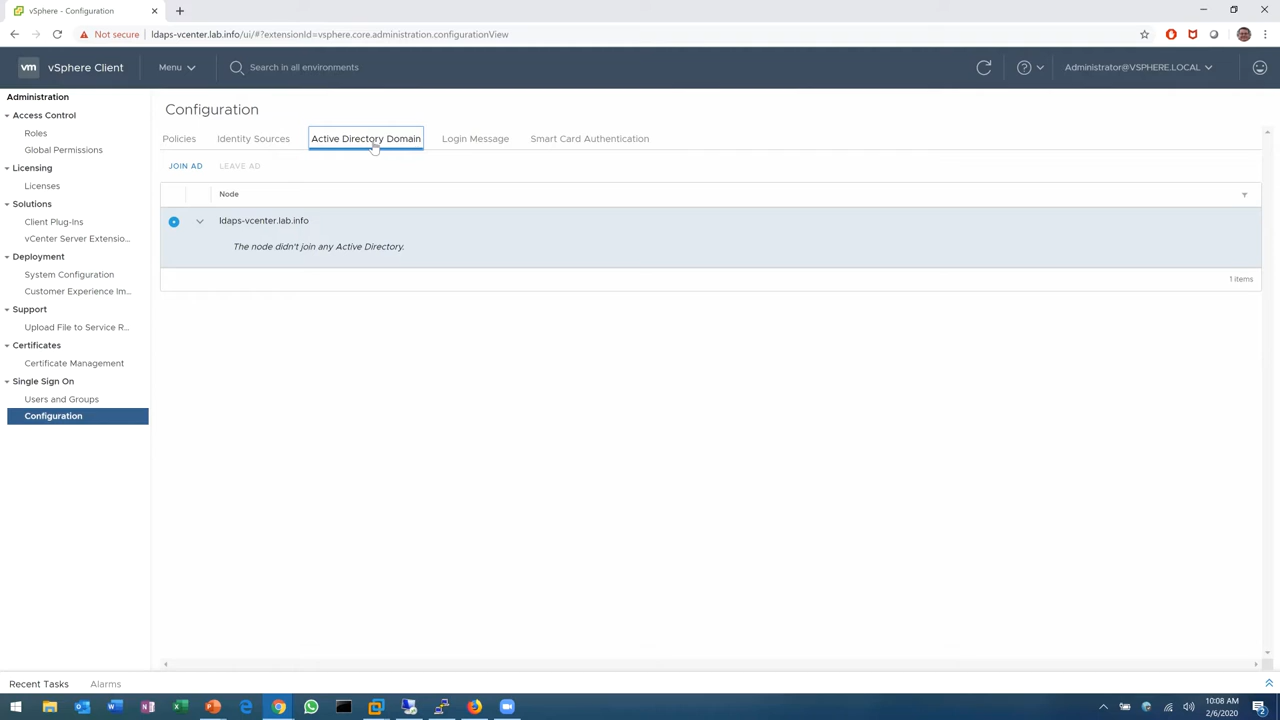 vSphere - Configuration
Not secure
ldaps-vcenter.lab.info/ui/#?extensionId=vsphere.core.administration.configurationView
vm
vSphere Client
Menu
Search in all environments
Administrator@VSPHERE.LOCAL
Administration
Access Control
Roles
Global Permissions
Licensing
Licenses
Solutions
Client Plug-Ins
vCenter Server Extensio...
Deployment
System Configuration
Customer Experience Im...
Support
Upload File to Service R...
Certificates
Certificate Management
Single Sign On
Users and Groups
Configuration
Configuration
Policies
Identity Sources
Active Directory Domain
Login Message
Smart Card Authentication
JOIN AD
LEAVE AD
Node
ldaps-vcenter.lab.info
The node didn't join any Active Directory.
1 items
Recent Tasks
Alarms
10:08 AM
2/6/2020
2